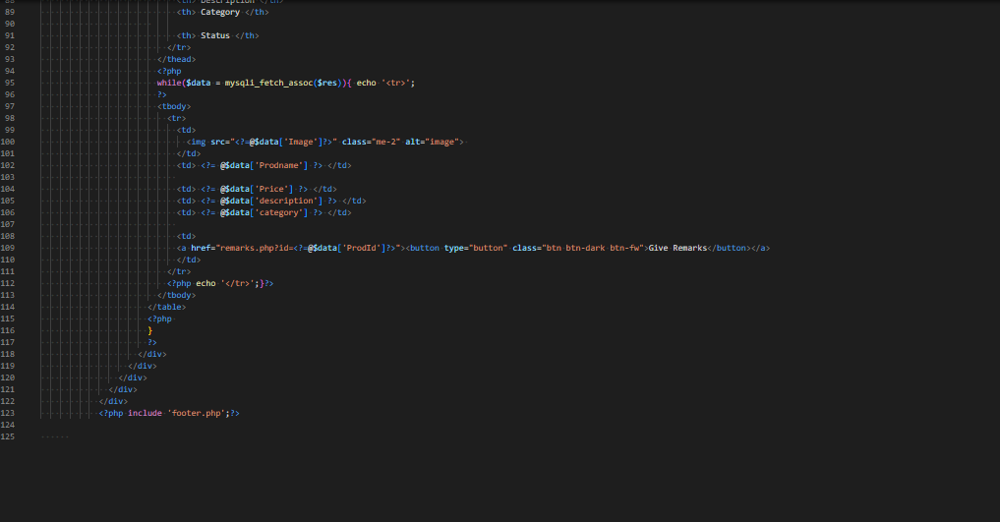 88 <th> Description </th>
89 <th> Category </th>
90
91 <th> Status </th>
92 </tr>
93 </thead>
94 <?php
95 while($data = mysqli_fetch_assoc($res)){ echo '<tr>';
96 ?>
97 <tbody>
98 <tr>
99 <td>
100 <img src="<?=@$data['Image']?>" class="me-2" alt="image">
101 </td>
102 <td> <?= @$data['Prodname'] ?> </td>
103
104 <td> <?= @$data['Price'] ?> </td>
105 <td> <?= @$data['description'] ?> </td>
106 <td> <?= @$data['category'] ?> </td>
107
108 <td>
109 <a href="remarks.php?id=<?=@$data['ProdId']?>"><button type="button" class="btn btn-dark btn-fw">Give Remarks</button></a>
110 </td>
111 </tr>
112 <?php echo '</tr>';}?>
113 </tbody>
114 </table>
115 <?php
116 }
117 ?>
118 </div>
119 </div>
120 </div>
121 </div>
122 </div>
123 <?php include 'footer.php';?>
124
125